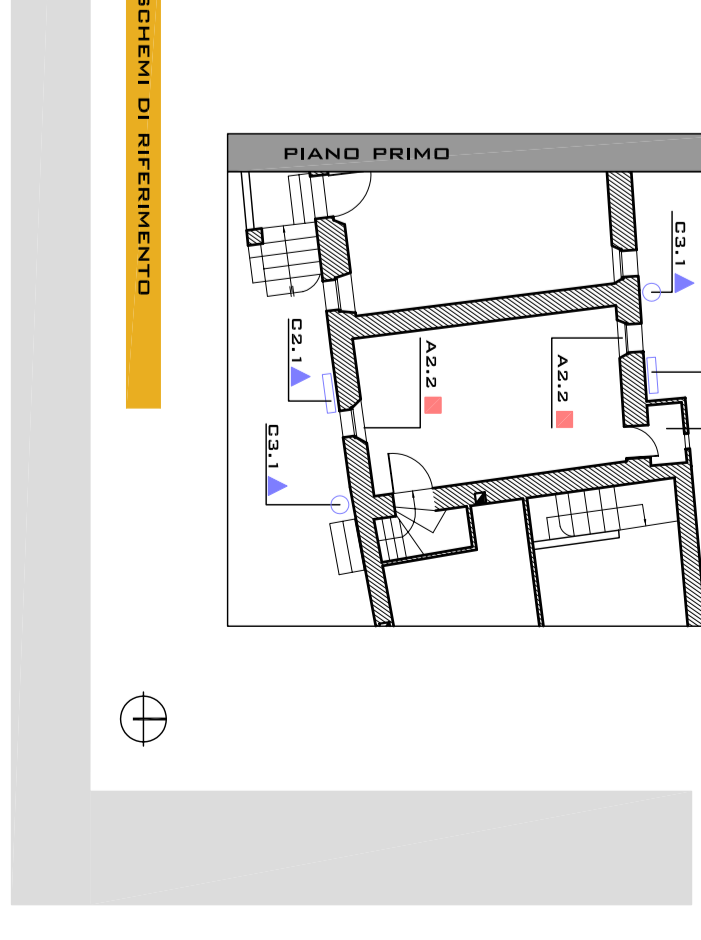 SCHEMI DI RIFERIMENTO
PIANO PRIMO
C3.1
C2.1
A2.2
A2.2
C3.1